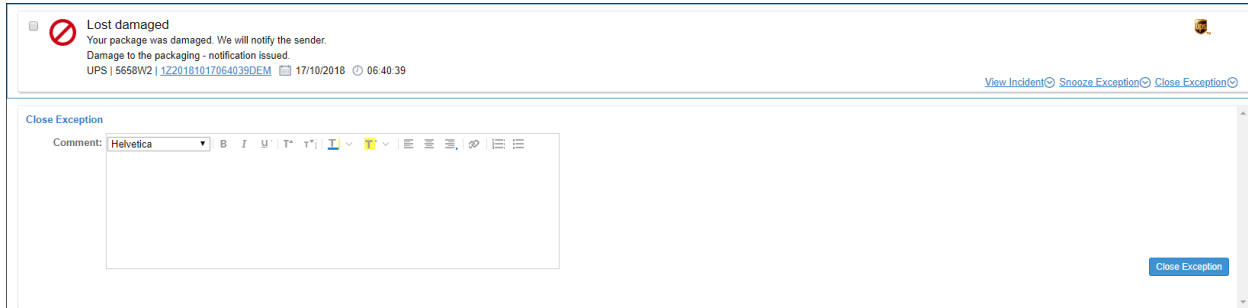 Lost damaged
Your package was damaged. We will notify the sender.
Damage to the packaging - notification issued.
UPS | 5658W2 | 1Z20181017064039DEM 17/10/2018 06:40:39
ups
View Incident Snooze Exception Close Exception
Close Exception
Comment: Helvetica B I U T T T T
Close Exception